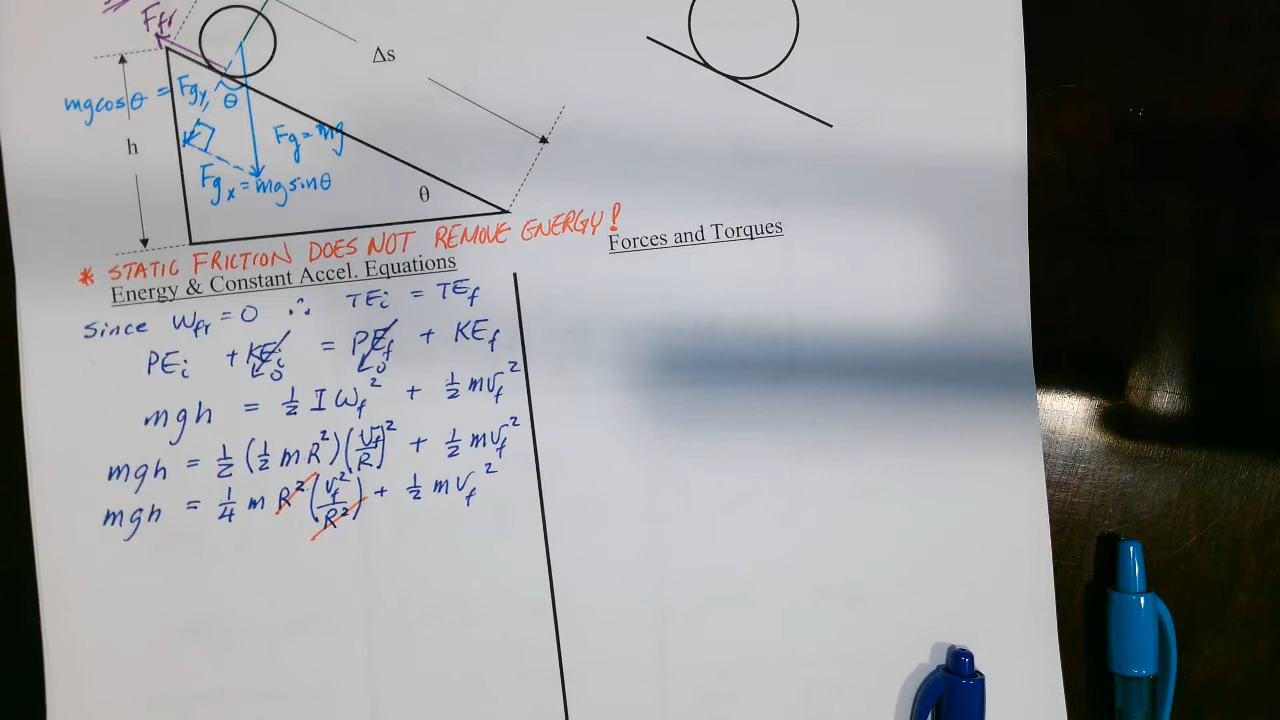 Ffr
Δs
mgcosθ = Fgy
θ
h
Fg = mg
Fgx = mgsinθ
θ
* STATIC FRICTION DOES NOT REMOVE ENERGY!
Energy & Constant Accel. Equations
Forces and Torques
Since Wfr = 0 ∴ TEi = TEf
PEi + KEi = PEf + KEf
0 0
mgh = 1/2 I ωf² + 1/2 mvf²
mgh = 1/2 (1/2 mR²)(vf/R)² + 1/2 mvf²
mgh = 1/4 m R² (vf²/R²) + 1/2 mvf²